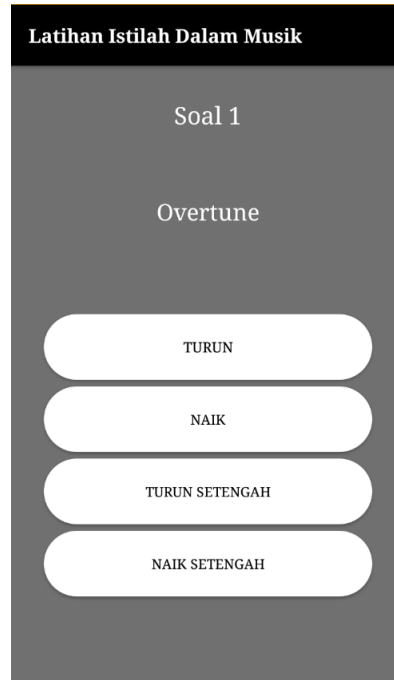 Latihan Istilah Dalam Musik
Soal 1
Overtune
TURUN
NAIK
TURUN SETENGAH
NAIK SETENGAH